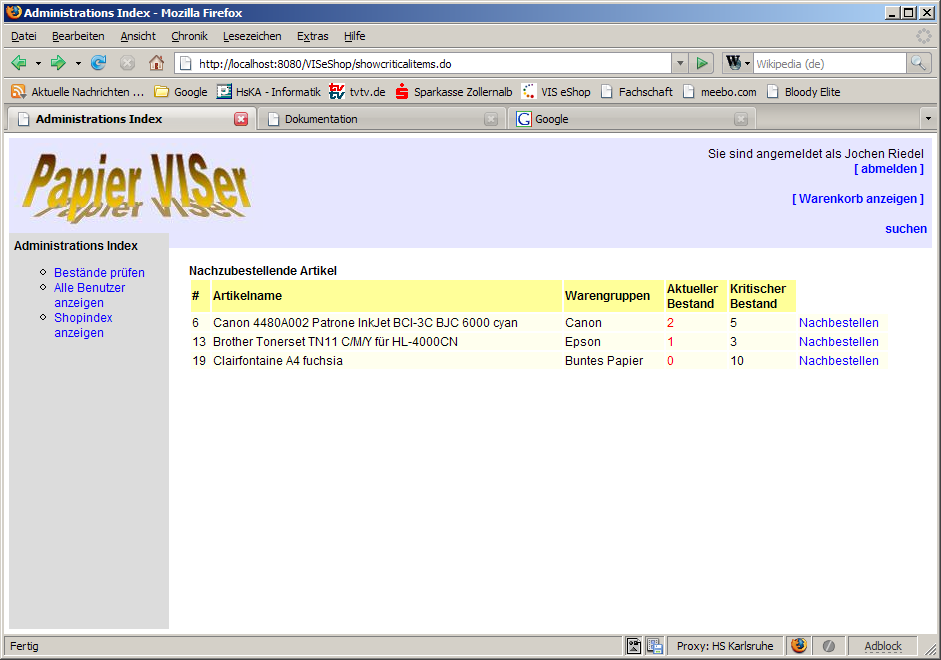 Administrations Index - Mozilla Firefox
Datei Bearbeiten Ansicht Chronik Lesezeichen Extras Hilfe
http://localhost:8080/VISeShop/showcriticalitems.do W Wikipedia (de)
Aktuelle Nachrichten ... Google HsKA - Informatik tvtv.de Sparkasse Zollernalb VIS eShop Fachschaft meebo.com Bloody Elite
Administrations Index Dokumentation G Google
Papier VISer
Sie sind angemeldet als Jochen Riedel
[ abmelden ]
[ Warenkorb anzeigen ]
suchen
Administrations Index
Bestände prüfen
Alle Benutzer
anzeigen
Shopindex
anzeigen
Nachzubestellende Artikel
# Artikelname Warengruppen Aktueller Bestand Kritischer Bestand
6 Canon 4480A002 Patrone InkJet BCI-3C BJC 6000 cyan Canon 2 5 Nachbestellen
13 Brother Tonerset TN11 C/M/Y für HL-4000CN Epson 1 3 Nachbestellen
19 Clairfontaine A4 fuchsia Buntes Papier 0 10 Nachbestellen
Fertig Proxy: HS Karlsruhe Adblock